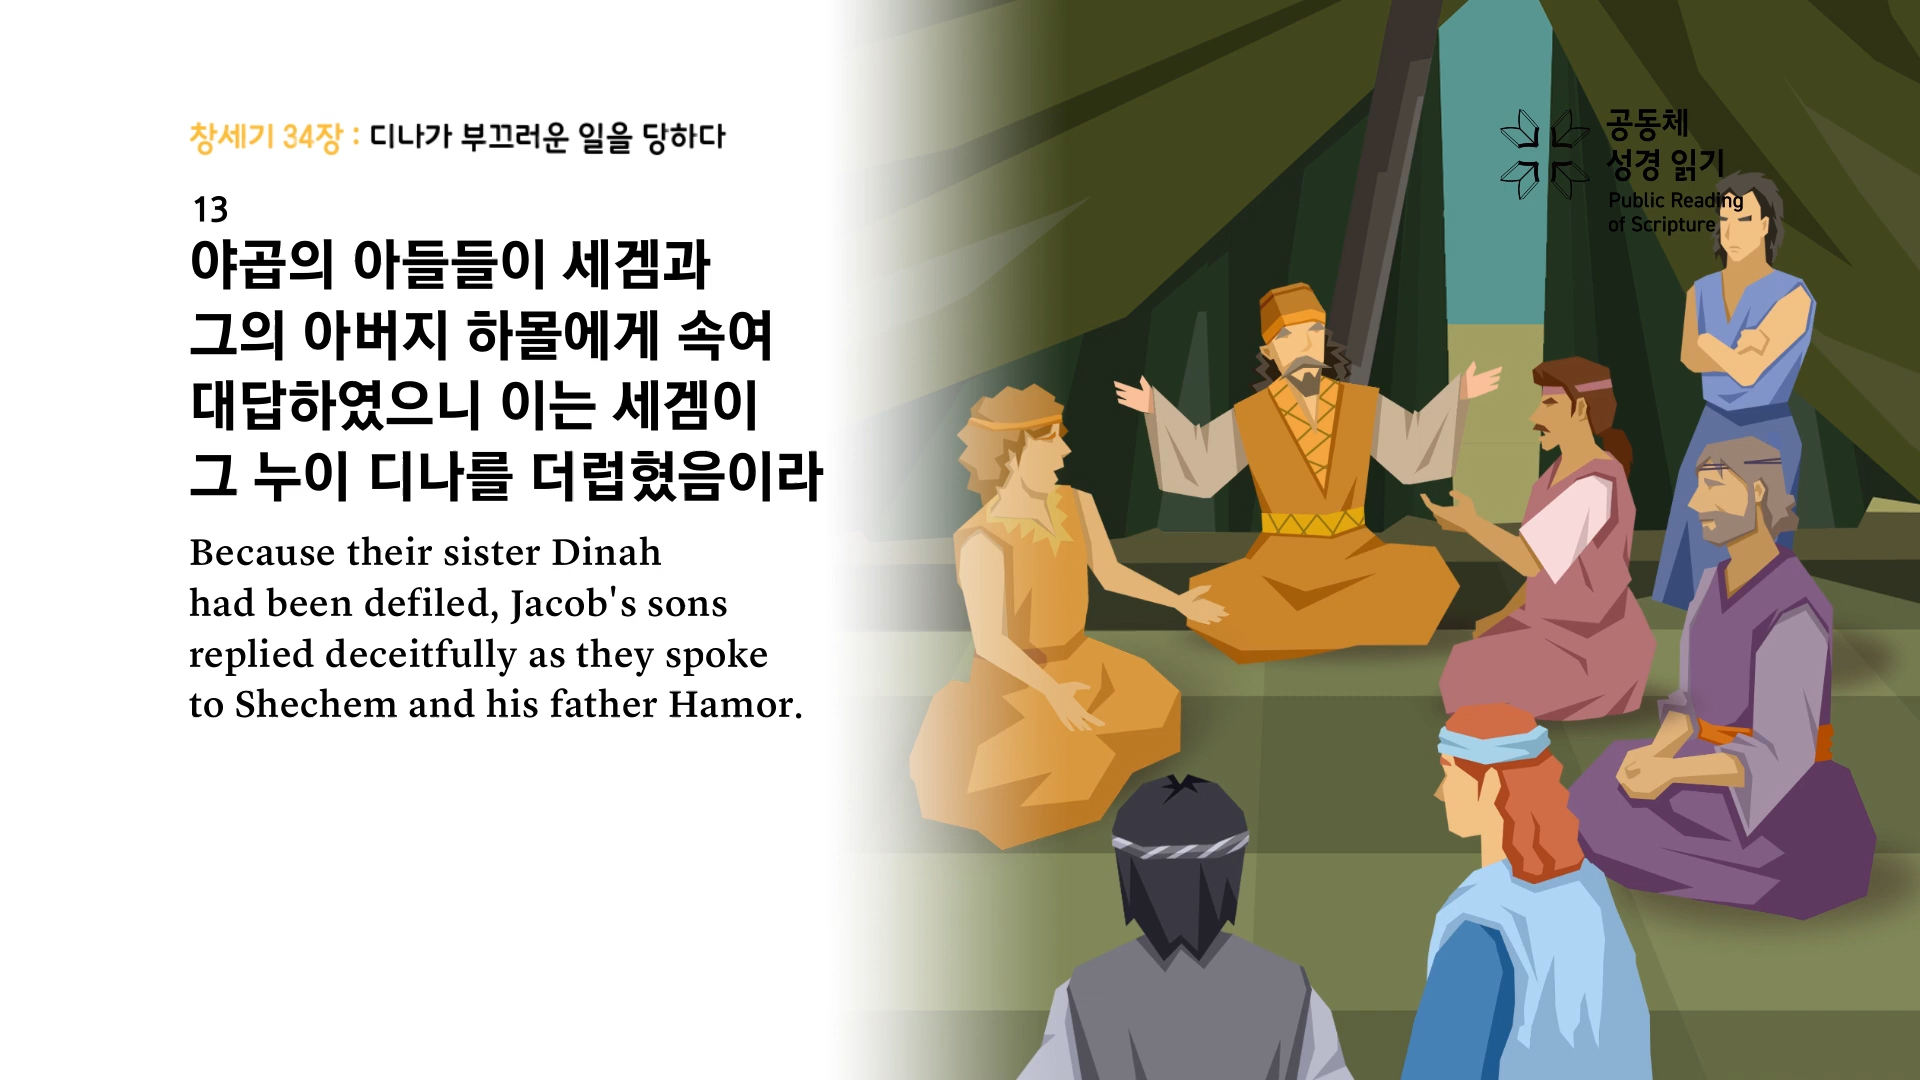 창세기 34장 : 디나가 부끄러운 일을 당하다
13
야곱의 아들들이 세겜과
그의 아버지 하몰에게 속여
대답하였으니 이는 세겜이
그 누이 디나를 더럽혔음이라
Because their sister Dinah
had been defiled, Jacob's sons
replied deceitfully as they spoke
to Shechem and his father Hamor.
공동체
성경 읽기
Public Reading
of Scripture